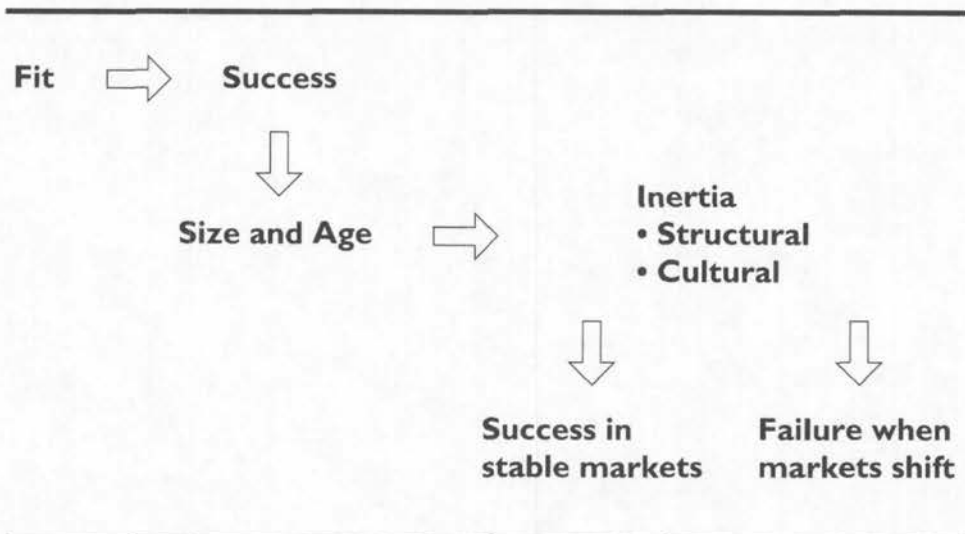 Fit Success
Size and Age
Inertia
• Structural
• Cultural
Success in
stable markets
Failure when
markets shift